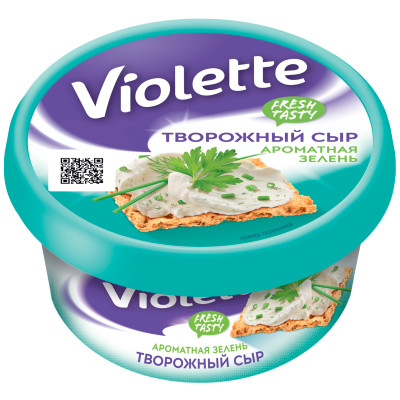 Violette
FRESH
TASTY
ТВОРОЖНЫЙ СЫР
АРОМАТНАЯ
ЗЕЛЕНЬ
Violette
FRESH
TASTY
АРОМАТНАЯ ЗЕЛЕНЬ
ТВОРОЖНЫЙ СЫР